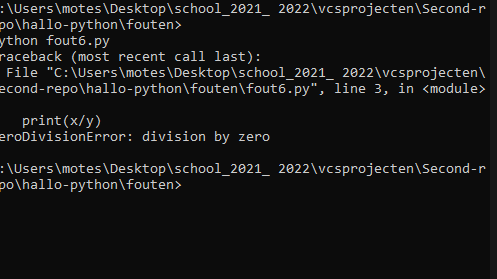 :\Users\motes\Desktop\school_2021_ 2022\vcsprojecten\Second-r
po\hallo-python\fouten>
ython fout6.py
raceback (most recent call last):
File "C:\Users\motes\Desktop\school_2021_ 2022\vcsprojecten\
econd-repo\hallo-python\fouten\fout6.py", line 3, in <module>
print(x/y)
eroDivisionError: division by zero
:\Users\motes\Desktop\school_2021_ 2022\vcsprojecten\Second-r
po\hallo-python\fouten>